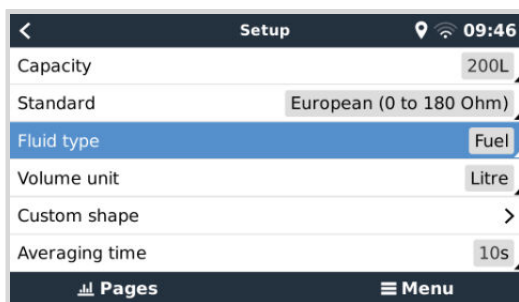 Setup 09:46
Capacity 200L
Standard European (0 to 180 Ohm)
Fluid type Fuel
Volume unit Litre
Custom shape
Averaging time 10s
Pages Menu